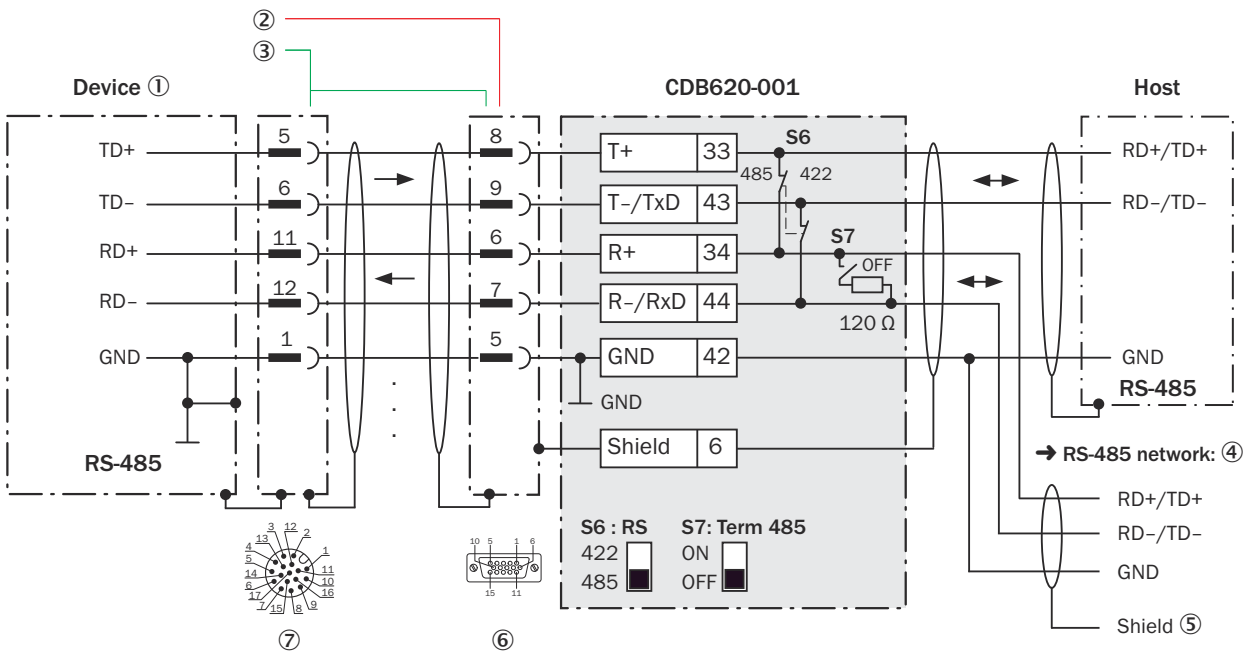 ②
③
Device ①
CDB620-001
Host
TD+ 5 8 T+ 33 S6 RD+/TD+
485 422
TD– 6 9 T–/TxD 43 RD–/TD–
RD+ 11 6 R+ 34 S7
OFF
RD– 12 7 R–/RxD 44
120 Ω
GND 1 5 GND 42 GND
GND
RS-485
Shield 6
RS-485
➔ RS-485 network: ④
RD+/TD+
RD–/TD–
GND
Shield ⑤
S6 : RS S7: Term 485
422 ON
485 OFF
3 12 2
13
4 1
5 11
14 10
6 16
17 9
7 15 8
10 5 1 6
15 11
⑦ ⑥